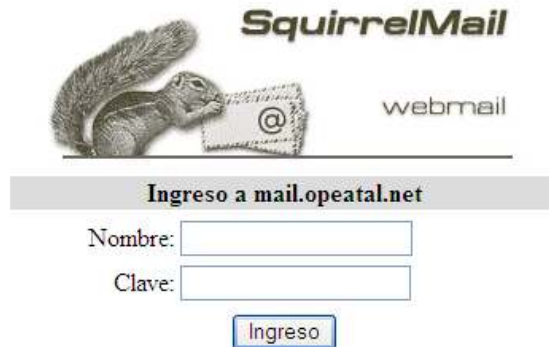 SquirrelMail
@
webmail
Ingreso a mail.opeatal.net
Nombre:
Clave:
Ingreso